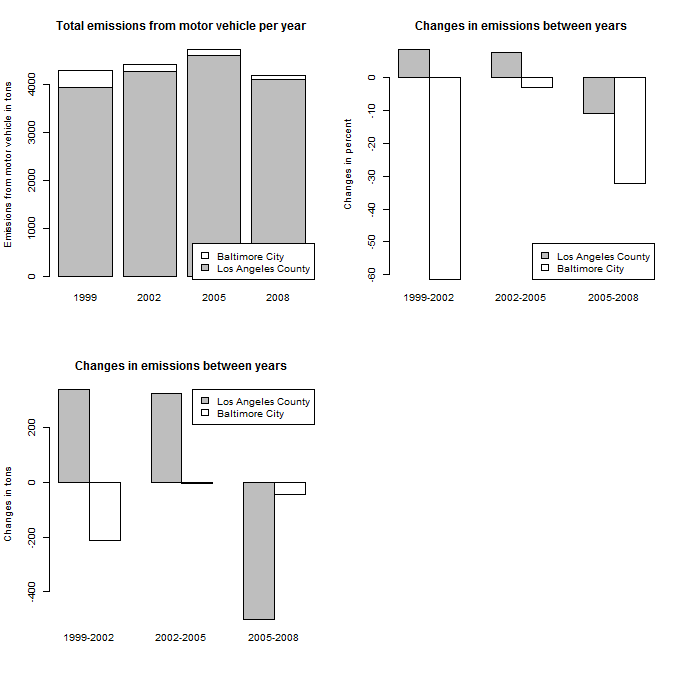 Total emissions from motor vehicle per year
Emissions from motor vehicle in tons
4000
3000
2000
1000
0
Baltimore City
Los Angeles County
1999 2002 2005 2008
Changes in emissions between years
Changes in percent
0
-10
-20
-30
-40
-50
-60
Los Angeles County
Baltimore City
1999-2002 2002-2005 2005-2008
Changes in emissions between years
Changes in tons
Los Angeles County
Baltimore City
200
0
-200
-400
1999-2002 2002-2005 2005-2008